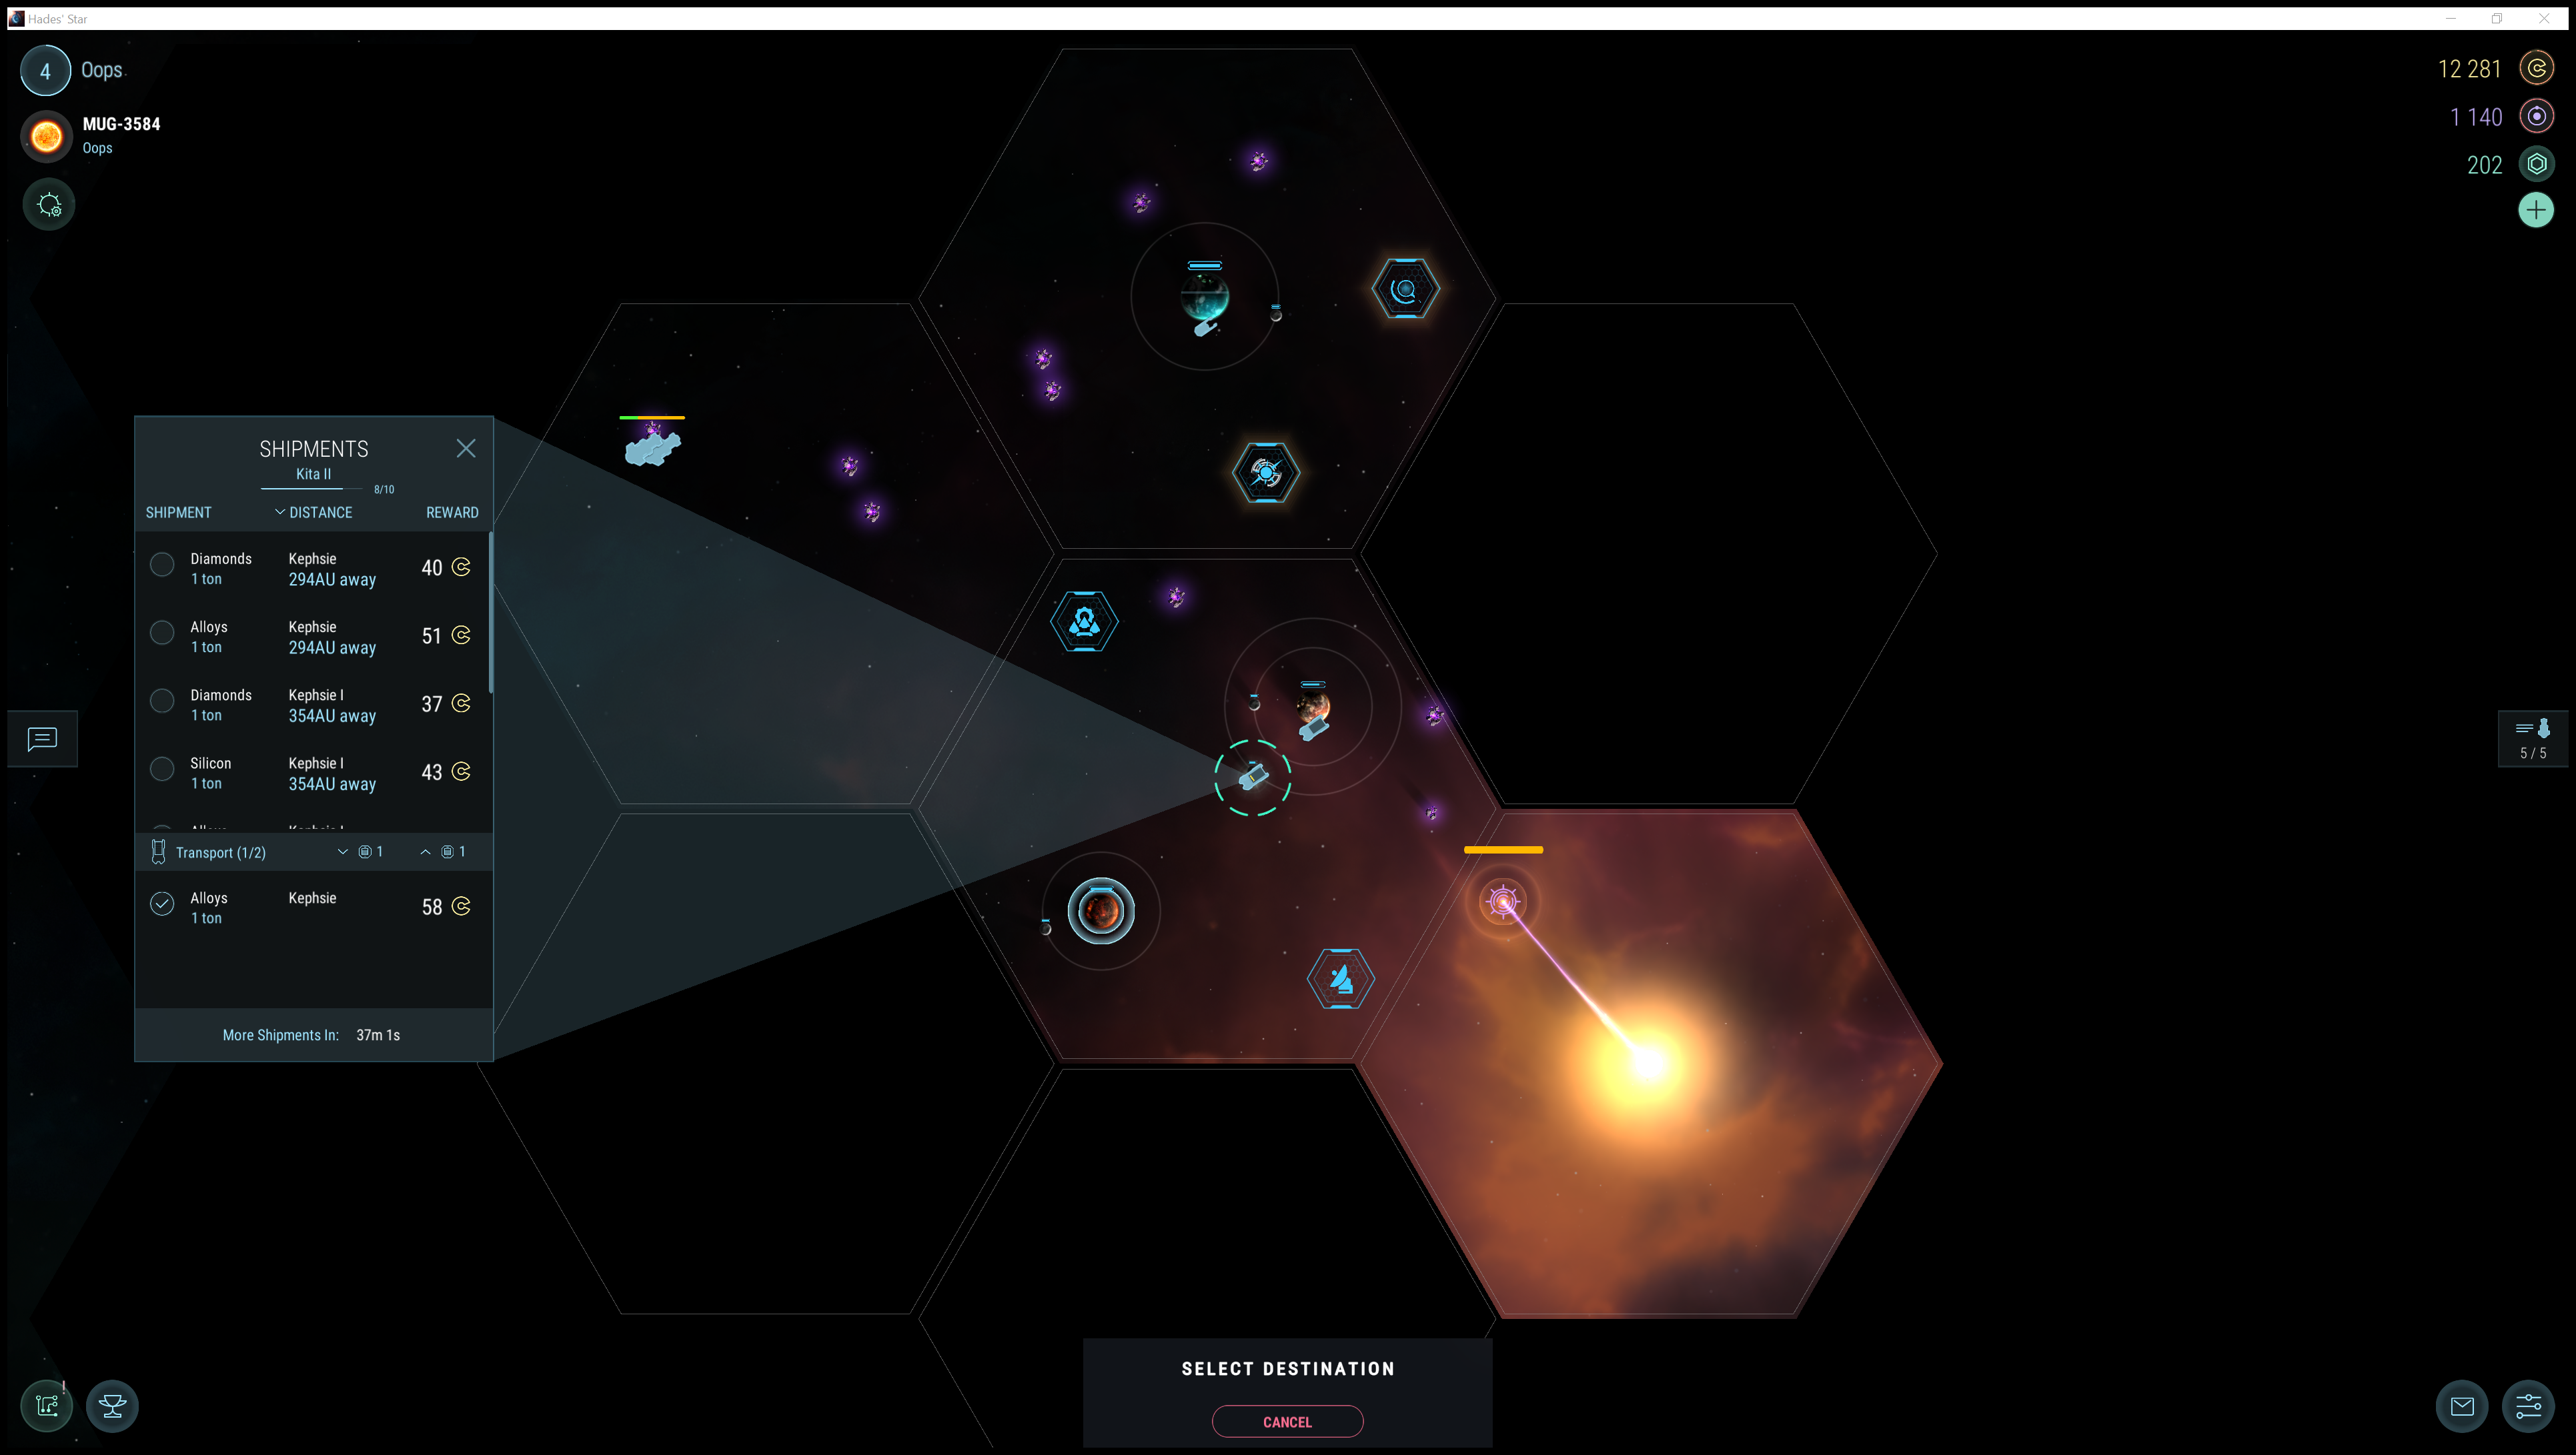 Hades' Star
4 Oops
MUG-3584
Oops
12 281
1 140
202
SHIPMENTS
Kita II
8/10
SHIPMENT DISTANCE REWARD
Diamonds Kephsie 40
1 ton 294AU away
Alloys Kephsie 51
1 ton 294AU away
Diamonds Kephsie I 37
1 ton 354AU away
Silicon Kephsie I 43
1 ton 354AU away
Transport (1/2) 1 1
Alloys Kephsie 58
1 ton
More Shipments In: 37m 1s
5 / 5
!
SELECT DESTINATION
CANCEL